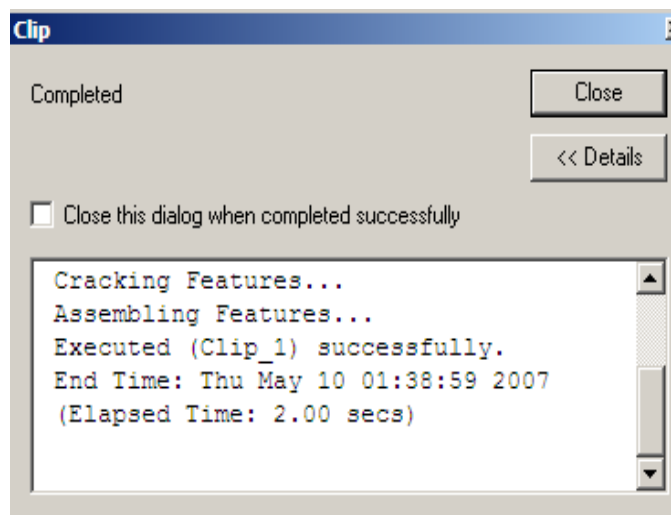 Clip
Completed
Close
<< Details
Close this dialog when completed successfully
Cracking Features...
Assembling Features...
Executed (Clip_1) successfully.
End Time: Thu May 10 01:38:59 2007
(Elapsed Time: 2.00 secs)